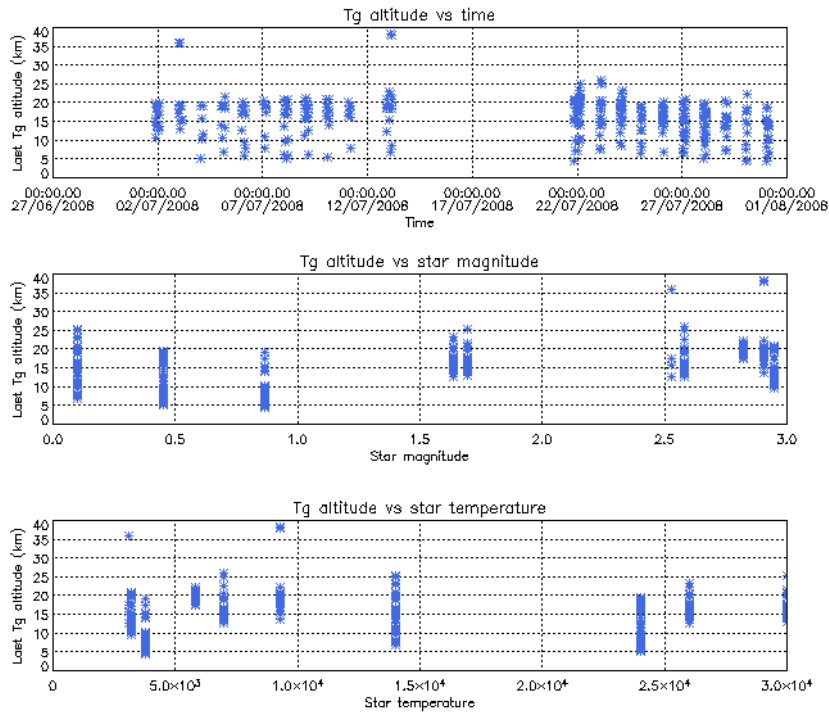 Tg altitude vs time
Last Tg altitude (km)
40
35
30
25
20
15
10
5
0
00:00.00 00:00.00 00:00.00 00:00.00 00:00.00 00:00.00 00:00.00 00:00.00
27/06/2008 02/07/2008 07/07/2008 12/07/2008 17/07/2008 22/07/2008 27/07/2008 01/08/2008
Time
Tg altitude vs star magnitude
Last Tg altitude (km)
40
35
30
25
20
15
10
5
0
0.0 0.5 1.0 1.5 2.0 2.5 3.0
Star magnitude
Tg altitude vs star temperature
Last Tg altitude (km)
40
35
30
25
20
15
10
5
0
0 5.0×10³ 1.0×10⁴ 1.5×10⁴ 2.0×10⁴ 2.5×10⁴ 3.0×10⁴
Star temperature